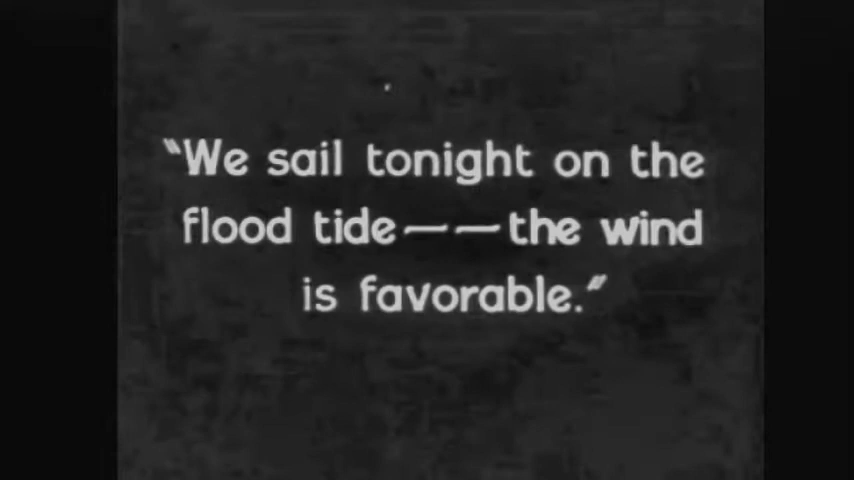 "We sail tonight on the
flood tide——the wind
is favorable."